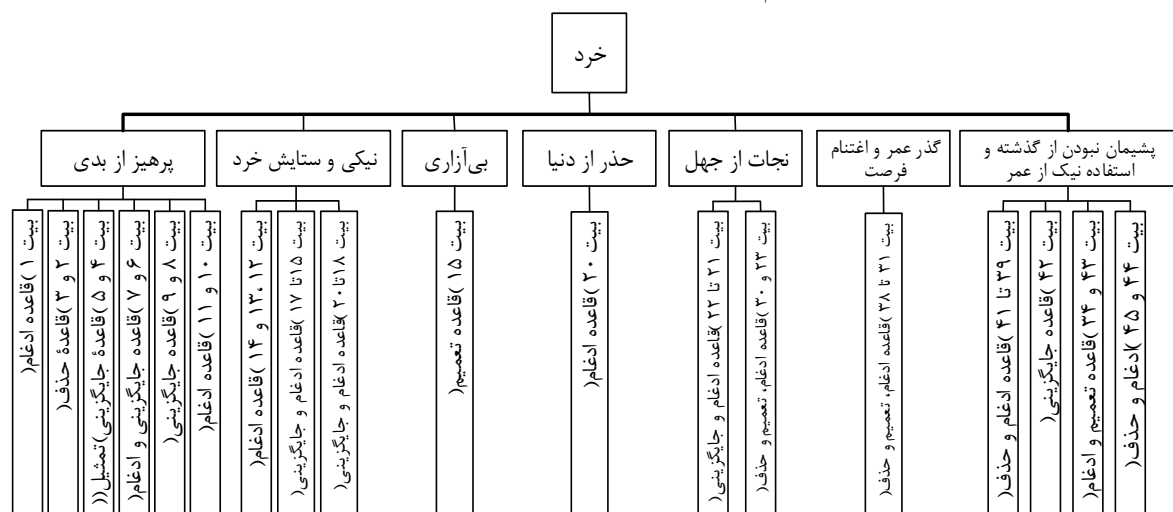 خرد
پشیمان نبودن از گذشته و
استفاده نیک از عمر
گذر عمر و اغتنام
فرصت
نجات از جهل
حذر از دنیا
بی‌آزاری
نیکی و ستایش خرد
پرهیز از بدی
بیت ۴۴ و ۴۵ )ادغام و حذف(
بیت ۴۳ و ۳۴ )قاعده تعمیم و ادغام(
بیت ۴۲ )قاعده جایگزینی(
بیت ۳۹ تا ۴۱ )قاعده ادغام و حذف(
بیت ۳۱ تا ۳۸ )قاعده ادغام، تعمیم و حذف(
بیت ۲۳ و ۳۰ )قاعده ادغام، تعمیم و حذف(
بیت ۲۱ تا ۲۲ )قاعده ادغام و جایگزینی(
بیت ۲۰ )قاعده ادغام(
بیت ۱۵ )قاعده تعمیم(
بیت ۱۸ تا ۲۰ )قاعده ادغام و جایگزینی(
بیت ۱۵ تا ۱۷ )قاعده ادغام و جایگزینی(
بیت ۱۲، ۱۳ و ۱۴ )قاعده ادغام(
بیت ۱۰ و ۱۱ )قاعده ادغام(
بیت ۸ و ۹ )قاعده جایگزینی(
بیت ۶ و ۷ )قاعده جایگزینی و ادغام(
بیت ۴ و ۵ )قاعدهٔ جایگزینی) تمثیل((
بیت ۲ و ۳ )قاعدهٔ حذف(
بیت ۱ )قاعده ادغام(